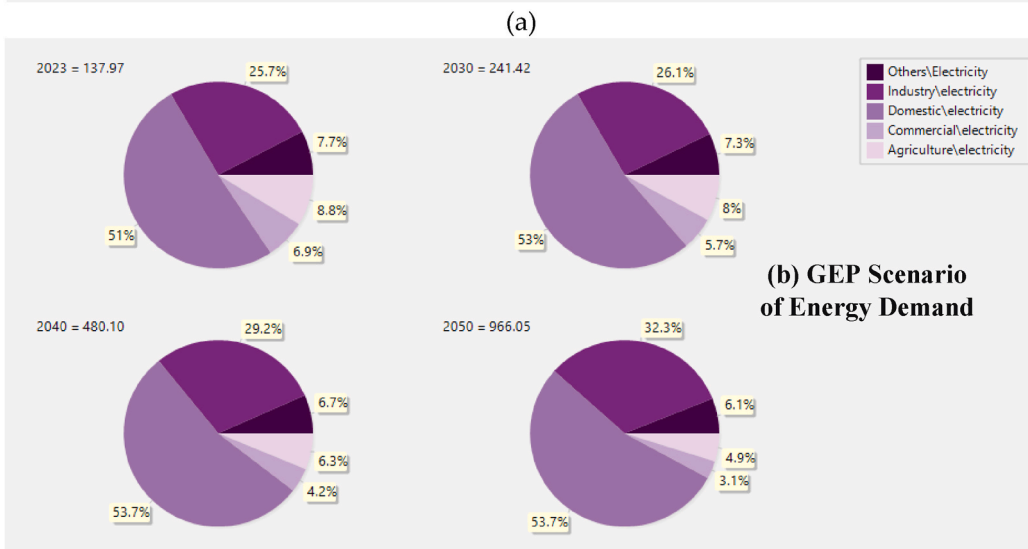 (a)
2023 = 137.97
25.7%
7.7%
8.8%
6.9%
51%
2030 = 241.42
26.1%
7.3%
8%
5.7%
53%
Others\Electricity
Industry\electricity
Domestic\electricity
Commercial\electricity
Agriculture\electricity
(b) GEP Scenario
of Energy Demand
2040 = 480.10
29.2%
6.7%
6.3%
4.2%
53.7%
2050 = 966.05
32.3%
6.1%
4.9%
3.1%
53.7%